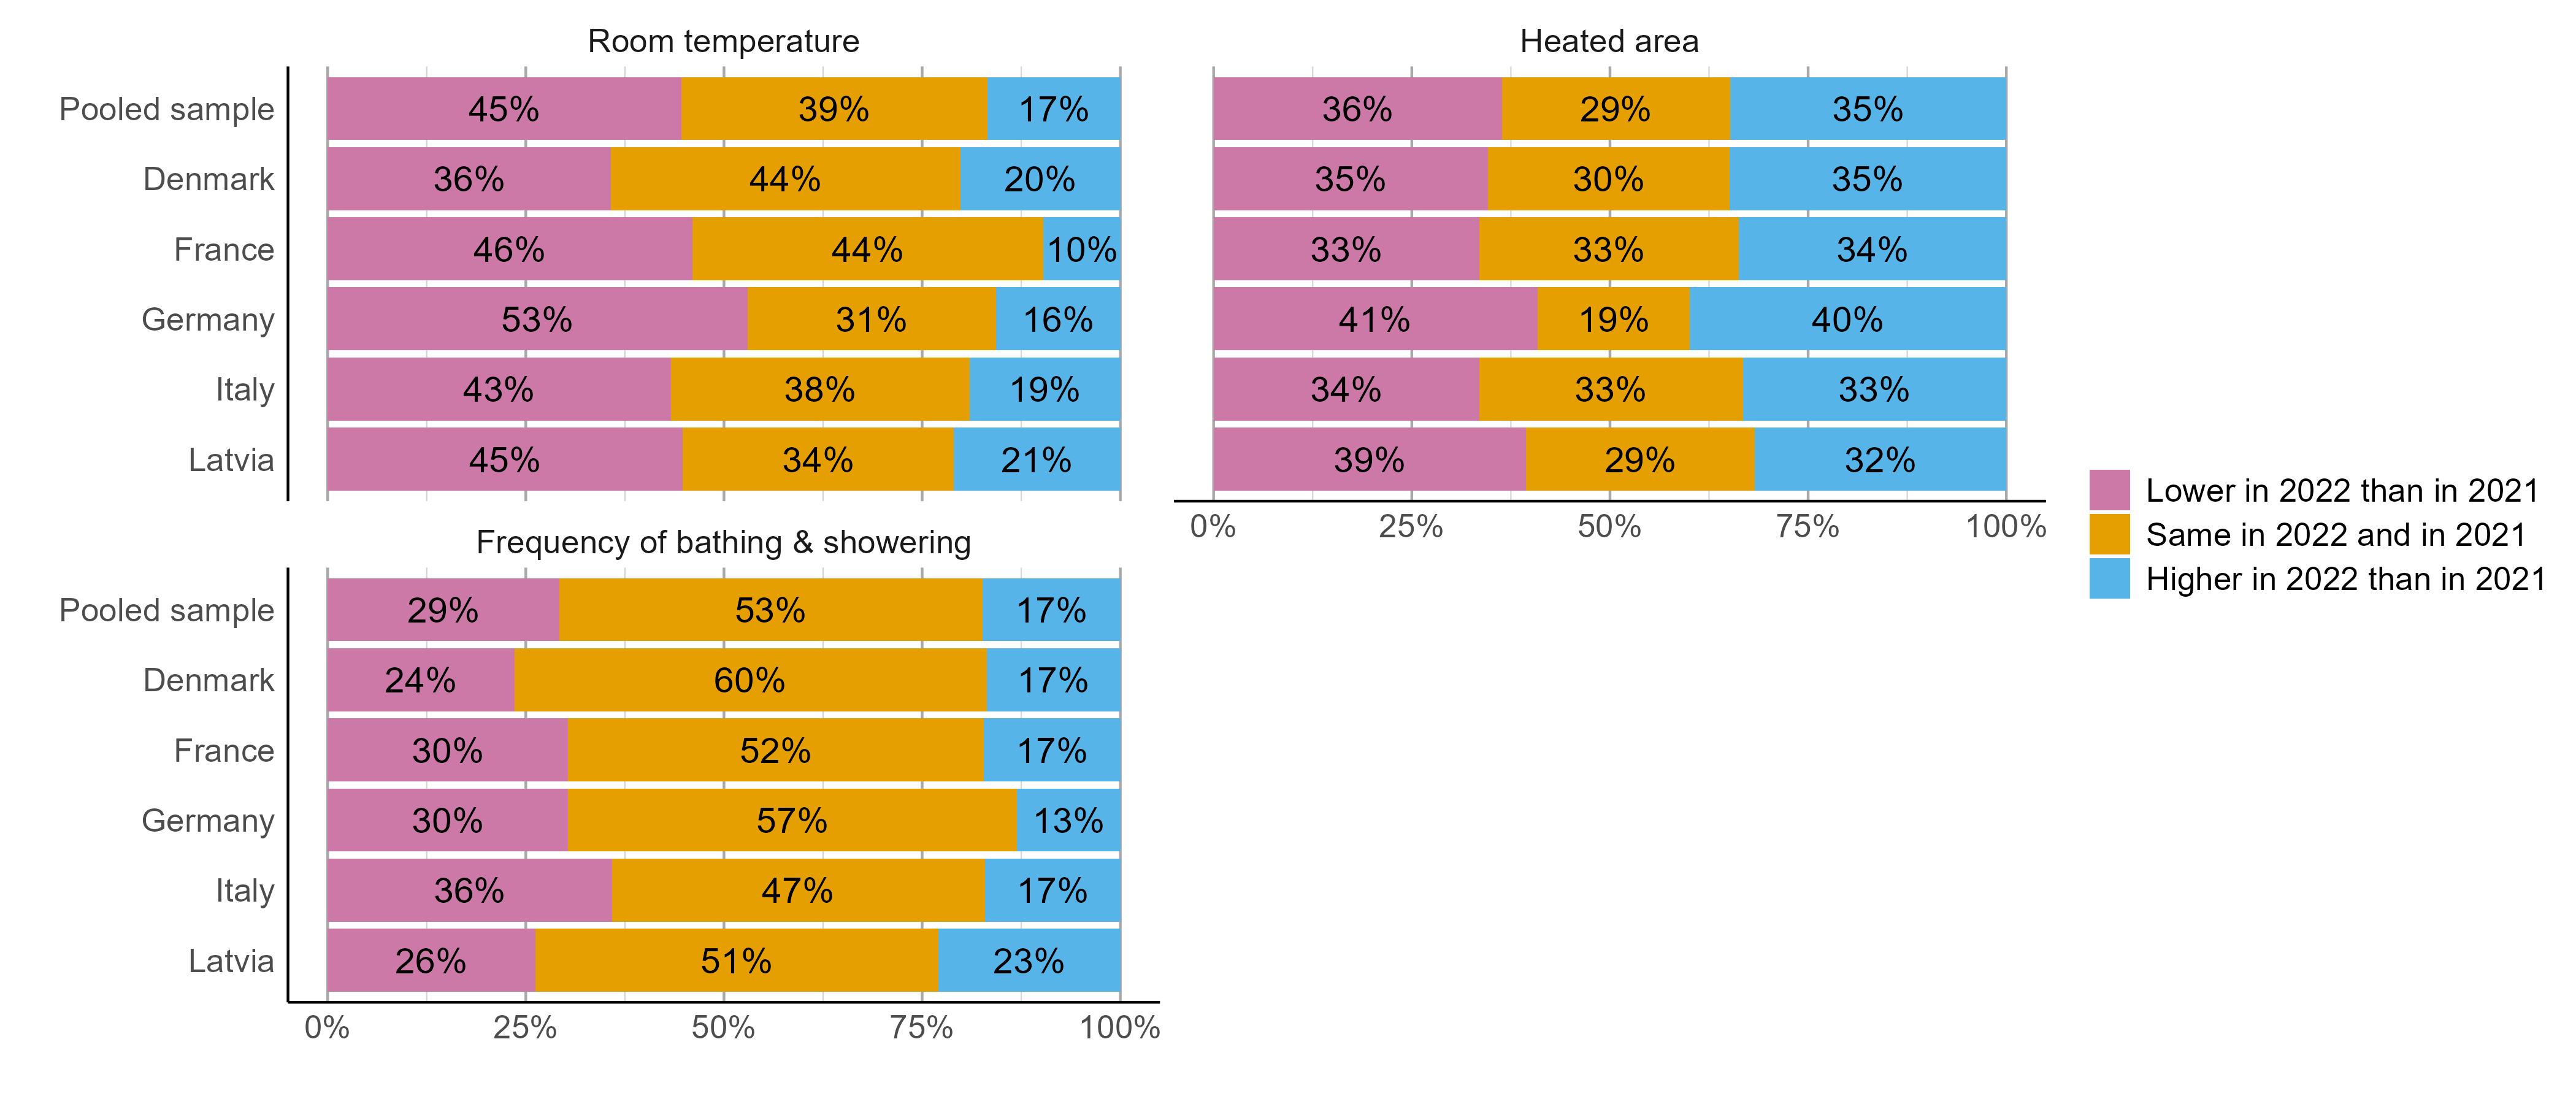 Room temperature
Heated area
Pooled sample 45% 39% 17% 36% 29% 35%
Denmark 36% 44% 20% 35% 30% 35%
France 46% 44% 10% 33% 33% 34%
Germany 53% 31% 16% 41% 19% 40%
Italy 43% 38% 19% 34% 33% 33%
Latvia 45% 34% 21% 39% 29% 32%
0% 25% 50% 75% 100%
Lower in 2022 than in 2021
Same in 2022 and in 2021
Higher in 2022 than in 2021
Frequency of bathing & showering
Pooled sample 29% 53% 17%
Denmark 24% 60% 17%
France 30% 52% 17%
Germany 30% 57% 13%
Italy 36% 47% 17%
Latvia 26% 51% 23%
0% 25% 50% 75% 100%